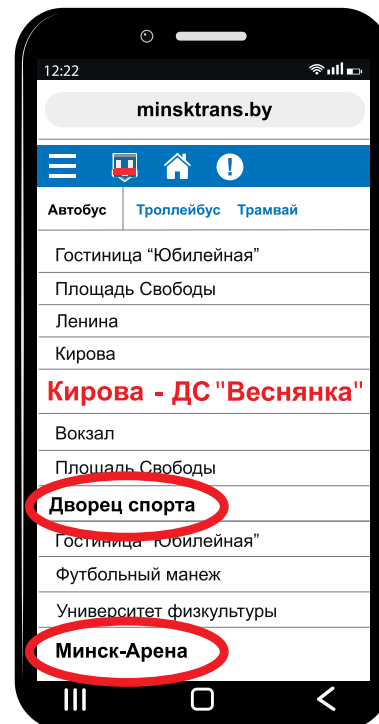 12:22
minsktrans.by
Автобус Троллейбус Трамвай
Гостиница “Юбилейная”
Площадь Свободы
Ленина
Кирова
Кирова - ДС "Веснянка"
Вокзал
Площадь Свободы
Дворец спорта
Гостиница “Юбилейная”
Футбольный манеж
Университет физкультуры
Минск-Арена